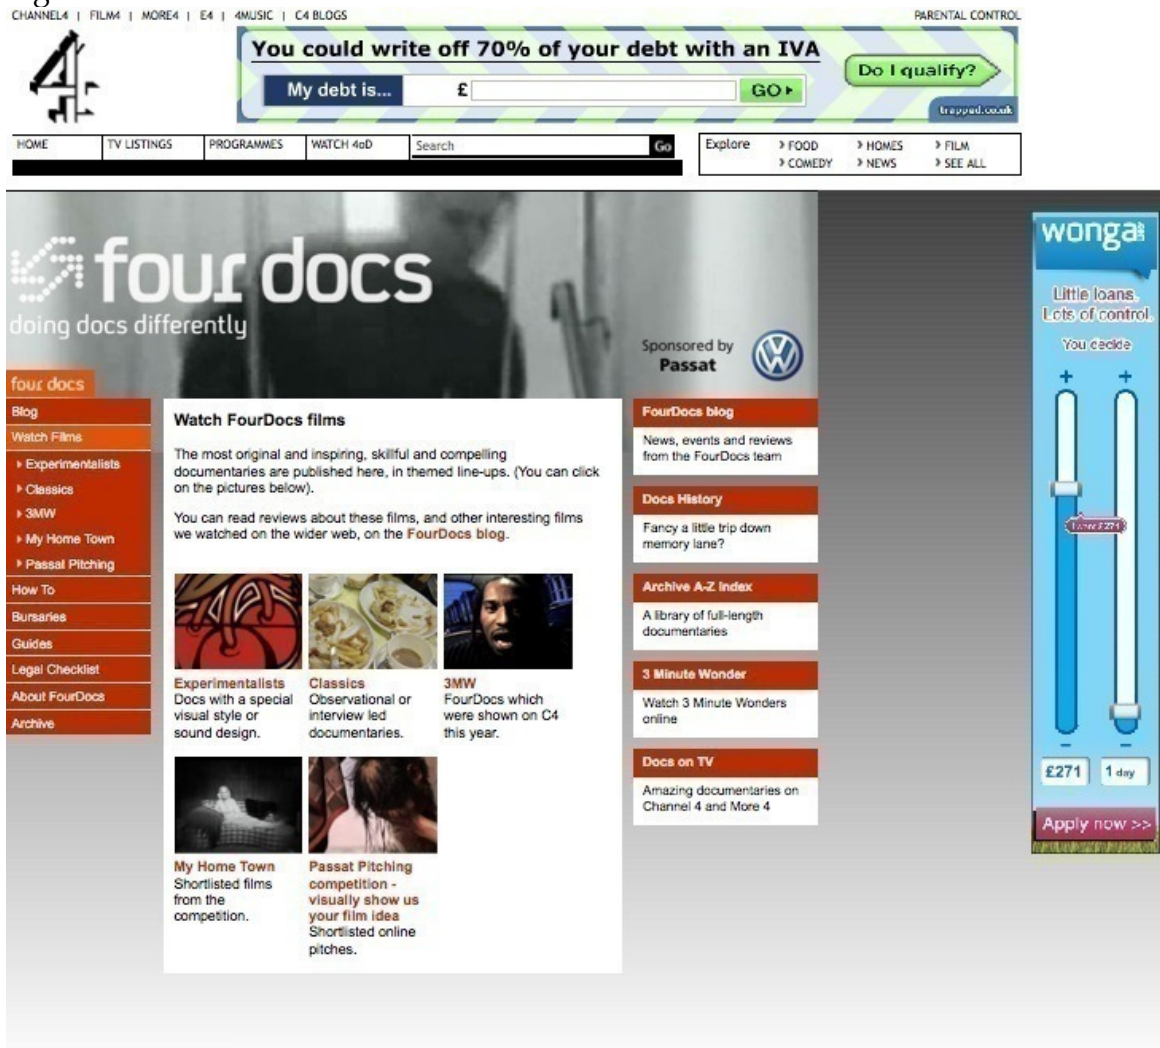 CHANNEL4 | FILM4 | MORE4 | E4 | 4MUSIC | C4 BLOGS
PARENTAL CONTROL
You could write off 70% of your debt with an IVA
My debt is... £ GO
Do I qualify?
trapped.co.uk
HOME TV LISTINGS PROGRAMMES WATCH 4oD Search Go
Explore > FOOD > HOMES > FILM
> COMEDY > NEWS > SEE ALL
four docs
doing docs differently
Sponsored by
Passat
four docs
Blog
Watch Films
Experimentalists
Classics
3MW
My Home Town
Passat Pitching
How To
Bursaries
Guides
Legal Checklist
About FourDocs
Archive
Watch FourDocs films
The most original and inspiring, skillful and compelling
documentaries are published here, in themed line-ups. (You can click
on the pictures below).
You can read reviews about these films, and other interesting films
we watched on the wider web, on the FourDocs blog.
Experimentalists
Docs with a special
visual style or
sound design.
Classics
Observational or
interview led
documentaries.
3MW
FourDocs which
were shown on C4
this year.
My Home Town
Shortlisted films
from the
competition.
Passat Pitching
competition -
visually show us
your film idea
Shortlisted online
pitches.
FourDocs blog
News, events and reviews
from the FourDocs team
Docs History
Fancy a little trip down
memory lane?
Archive A-Z Index
A library of full-length
documentaries
3 Minute Wonder
Watch 3 Minute Wonders
online
Docs on TV
Amazing documentaries on
Channel 4 and More 4
wonga
Little loans.
Lots of control.
You decide
+ +
I want £271
- -
£271 1 day
Apply now >>